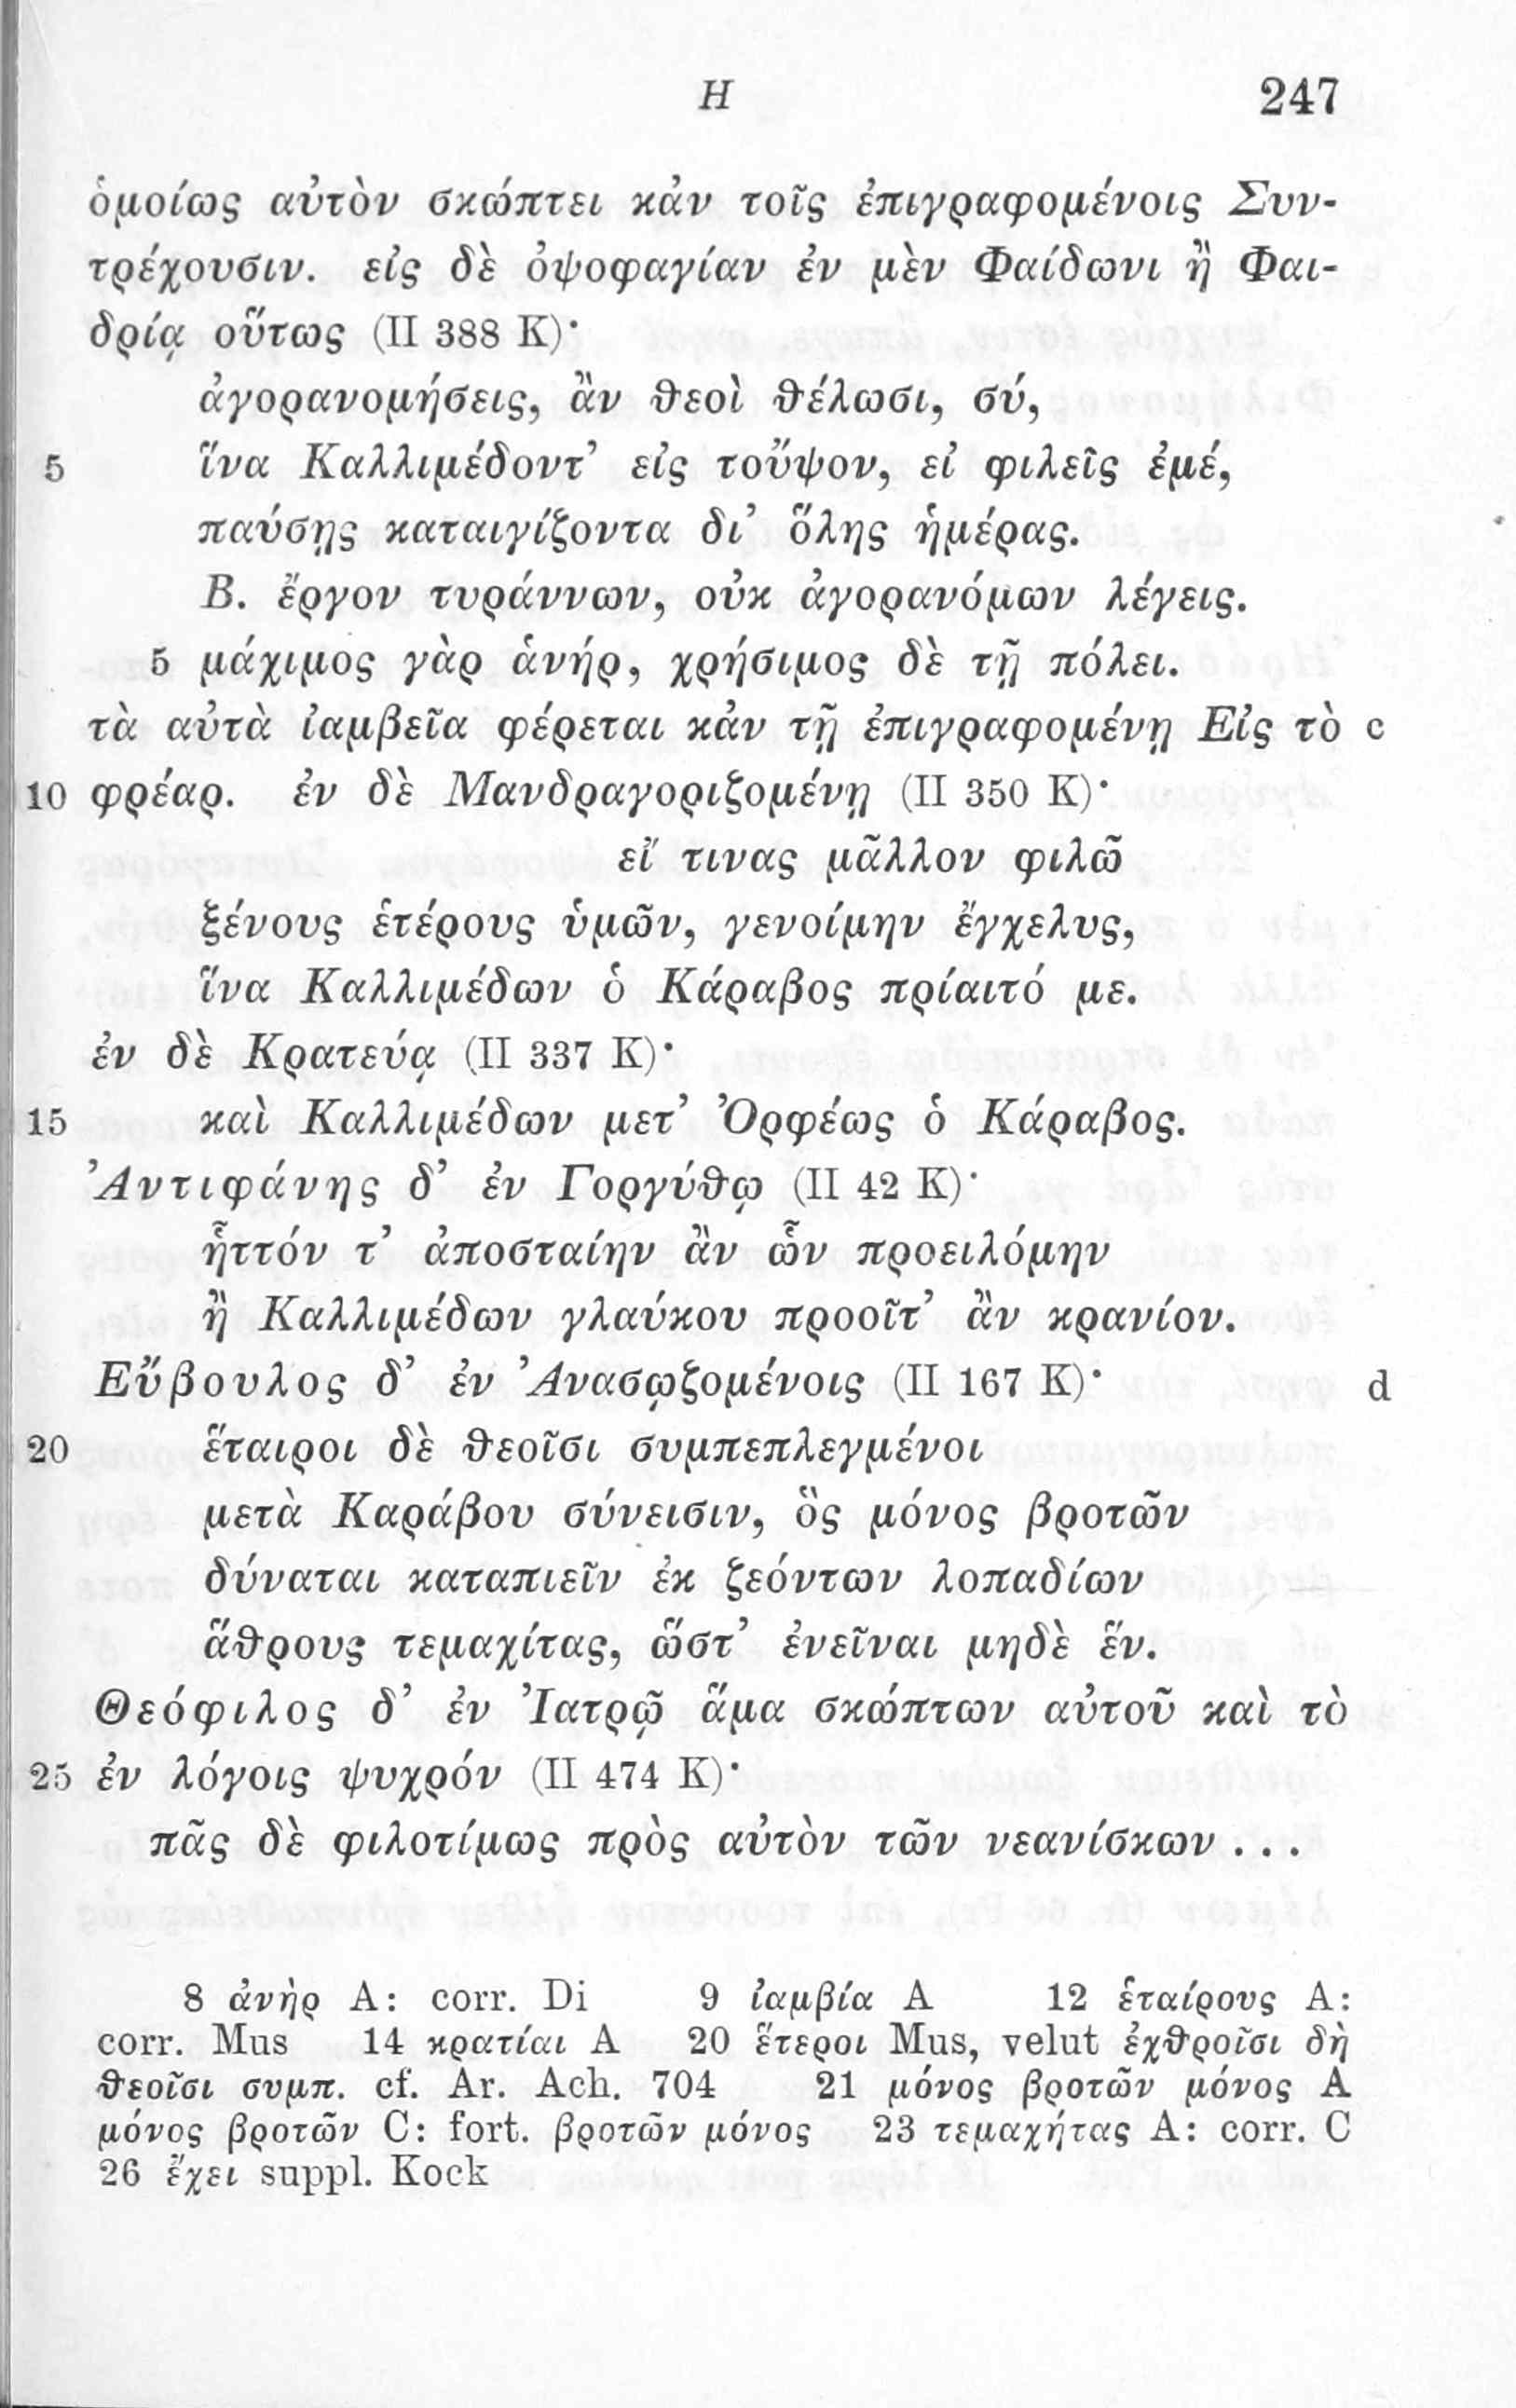 Η 247
ὁμοίως αὐτὸν σκώπτει κἀν τοῖς ἐπιγραφομένοις Συν-
τρέχουσιν. εἰς δὲ ὀψοφαγίαν ἐν μὲν Φαίδωνι ἢ Φαι-
δρίᾳ οὕτως (II 388 K)·
ἀγορανομήσεις, ἂν θεοὶ θέλωσι, σύ,
5 ἵνα Καλλιμέδοντ’ εἰς τοὔψον, εἰ φιλεῖς ἐμέ,
παύσῃς καταιγίζοντα δι’ ὅλης ἡμέρας.
Β. ἔργον τυράννων, οὐκ ἀγορανόμων λέγεις.
5 μάχιμος γὰρ ἁνήρ, χρήσιμος δὲ τῇ πόλει.
τὰ αὐτὰ ἰαμβεῖα φέρεται κἀν τῇ ἐπιγραφομένῃ Εἰς τὸ c
10 φρέαρ. ἐν δὲ Μανδραγοριζομένῃ (II 350 K)·
εἴ τινας μᾶλλον φιλῶ
ξένους ἑτέρους ὑμῶν, γενοίμην ἔγχελυς,
ἵνα Καλλιμέδων ὁ Κάραβος πρίαιτό με.
ἐν δὲ Κρατεύᾳ (II 337 K)·
15 καὶ Καλλιμέδων μετ’ Ὀρφέως ὁ Κάραβος.
Ἀντιφάνης δ’ ἐν Γοργύθῳ (II 42 K)·
ἧττόν τ’ ἀποσταίην ἂν ὧν προειλόμην
ἢ Καλλιμέδων γλαύκου προοῖτ’ ἂν κρανίον.
Εὔβουλος δ’ ἐν Ἀνασῳζομένοις (II 167 K)· d
20 ἕταιροι δὲ θεοῖσι συμπεπλεγμένοι
μετὰ Καράβου σύνεισιν, ὃς μόνος βροτῶν
δύναται καταπιεῖν ἐκ ζεόντων λοπαδίων
ἅθρους τεμαχίτας, ὥστ’ ἐνεῖναι μηδὲ ἕν.
Θεόφιλος δ’ ἐν Ἰατρῷ ἅμα σκώπτων αὐτοῦ καὶ τὸ
25 ἐν λόγοις ψυχρόν (II 474 K)·
πᾶς δὲ φιλοτίμως πρὸς αὐτὸν τῶν νεανίσκων . . .
8 ἀνὴρ A: corr. Di 9 ἰαμβία A 12 ἑταίρους A:
corr. Mus 14 κρατίαι A 20 ἕτεροι Mus, velut ἐχθροῖσι δὴ
θεοῖσι συμπ. cf. Ar. Ach. 704 21 μόνος βροτῶν μόνος A
μόνος βροτῶν C: fort. βροτῶν μόνος 23 τεμαχήτας A: corr. C
26 ἔχει suppl. Kock